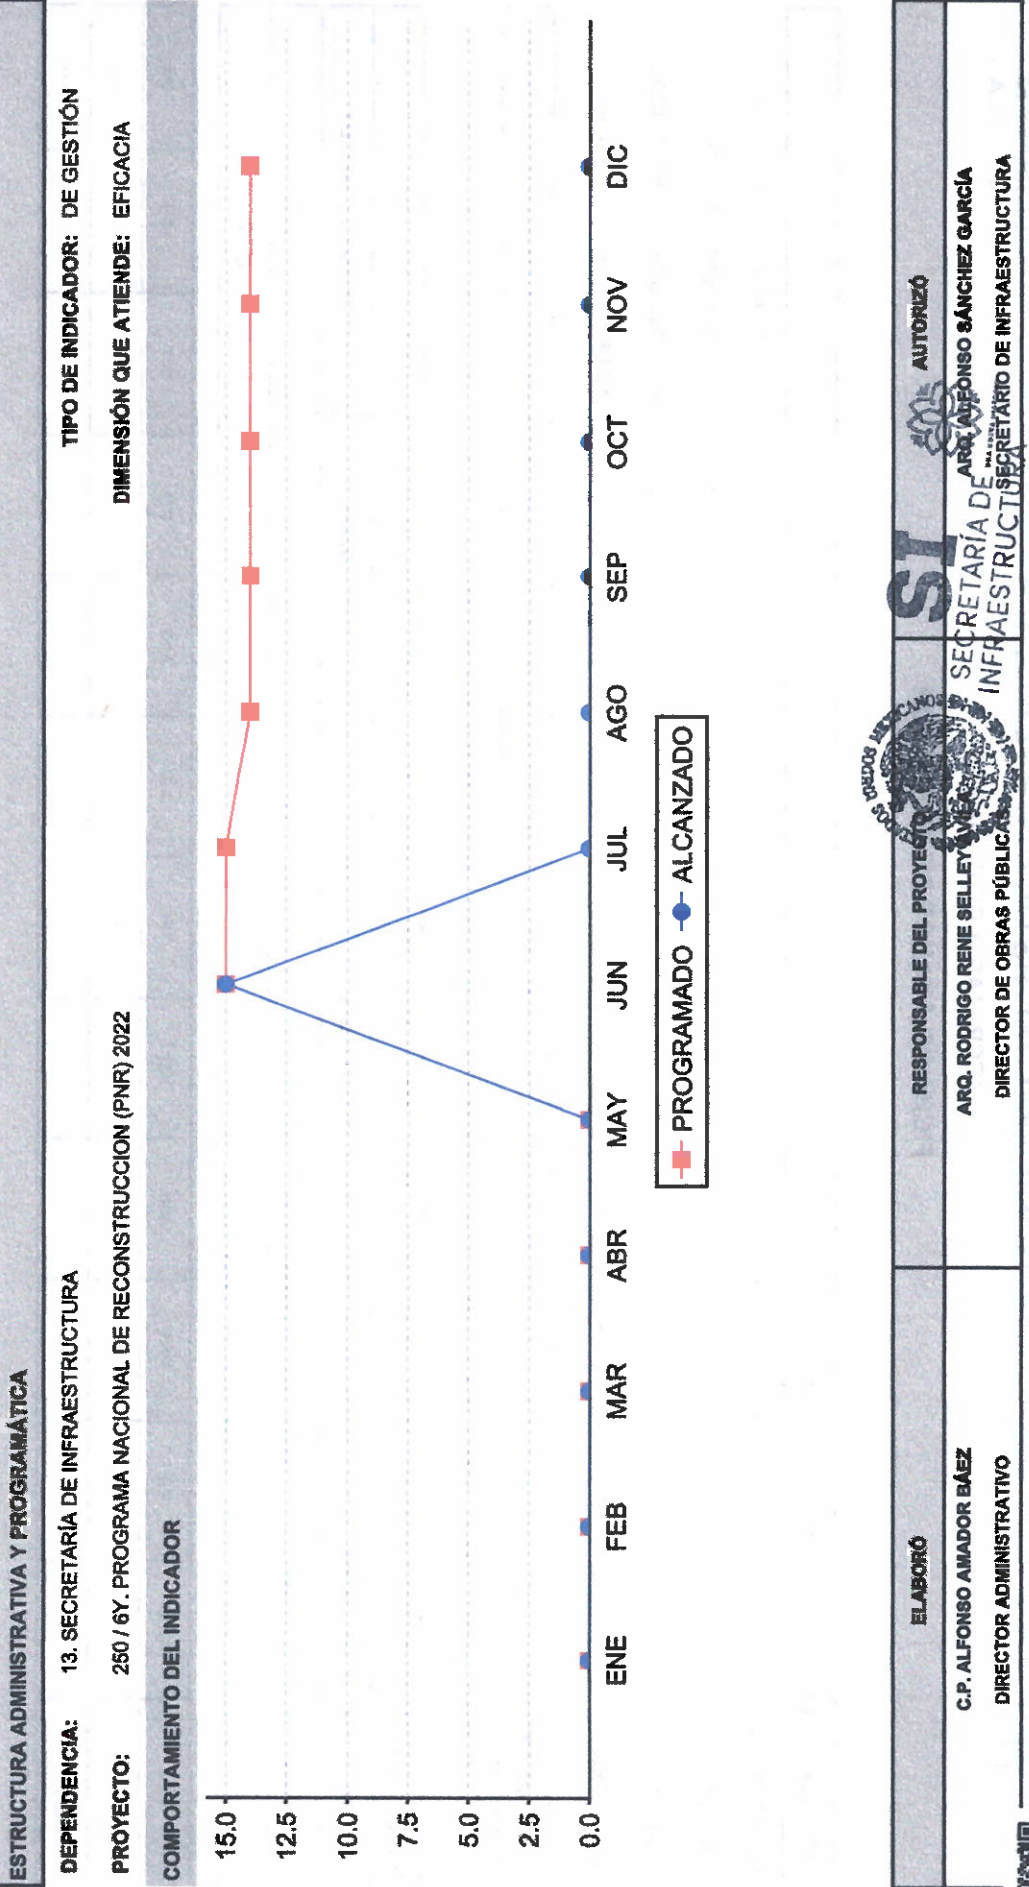 ESTRUCTURA ADMINISTRATIVA Y PROGRAMÁTICA
DEPENDENCIA: 13. SECRETARÍA DE INFRAESTRUCTURA
TIPO DE INDICADOR: DE GESTIÓN
PROYECTO: 250 / 6Y. PROGRAMA NACIONAL DE RECONSTRUCCION (PNR) 2022
DIMENSIÓN QUE ATIENDE: EFICACIA
COMPORTAMIENTO DEL INDICADOR
15.0
12.5
10.0
7.5
5.0
2.5
0.0
ENE FEB MAR ABR MAY JUN JUL AGO SEP OCT NOV DIC
PROGRAMADO ALCANZADO
ELABORÓ
RESPONSABLE DEL PROYECTO
AUTORIZÓ
C.P. ALFONSO AMADOR BÁEZ
DIRECTOR ADMINISTRATIVO
ARQ. RODRIGO RENE SELLEY
DIRECTOR DE OBRAS PÚBLICAS
ARQ. ALFONSO SÁNCHEZ GARCÍA
SECRETARIO DE INFRAESTRUCTURA
SI
SECRETARÍA DE
INFRAESTRUCTURA